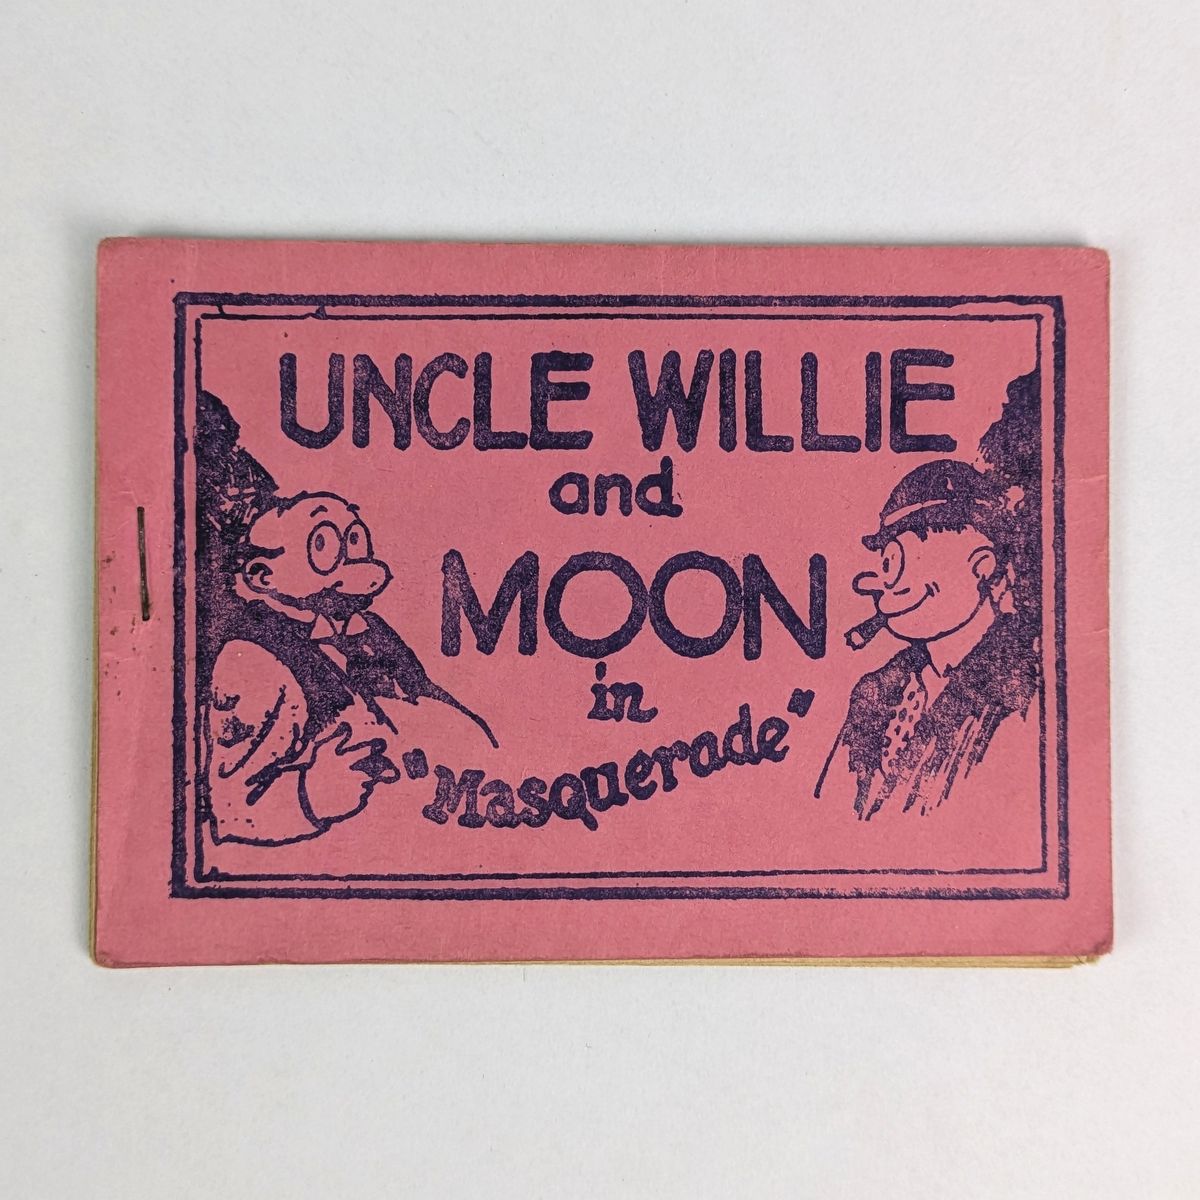 UNCLE WILLIE
and
MOON
in
"Masquerade"